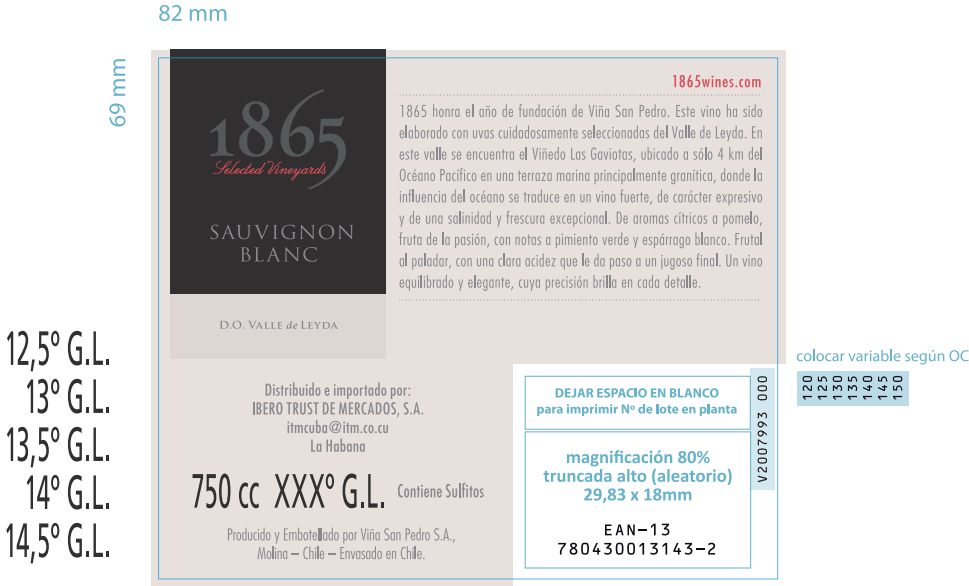 82 mm
69 mm
1865
Selected Vineyards
SAUVIGNON
BLANC
D.O. VALLE de LEYDA
1865wines.com
1865 honra el año de fundación de Viña San Pedro. Este vino ha sido
elaborado con uvas cuidadosamente seleccionadas del Valle de Leyda. En
este valle se encuentra el Viñedo Las Gaviotas, ubicado a sólo 4 km del
Océano Pacífico en una terraza marina principalmente granítica, donde la
influencia del océano se traduce en un vino fuerte, de carácter expresivo
y de una salinidad y frescura excepcional. De aromas cítricos a pomelo,
fruta de la pasión, con notas a pimiento verde y espárrago blanco. Frutal
al paladar, con una clara acidez que le da paso a un jugoso final. Un vino
equilibrado y elegante, cuya precisión brilla en cada detalle.
12,5° G.L.
13° G.L.
13,5° G.L.
14° G.L.
14,5° G.L.
Distribuido e importado por:
IBERO TRUST DE MERCADOS, S.A.
itmcuba@itm.co.cu
La Habana
750 cc XXX° G.L. Contiene Sulfitos
Producido y Embotellado por Viña San Pedro S.A.,
Molina – Chile – Envasado en Chile.
DEJAR ESPACIO EN BLANCO
para imprimir Nº de lote en planta
magnificación 80%
truncada alto (aleatorio)
29,83 x 18mm
EAN-13
780430013143-2
V2007993 000
colocar variable según OC
120
125
130
135
140
145
150